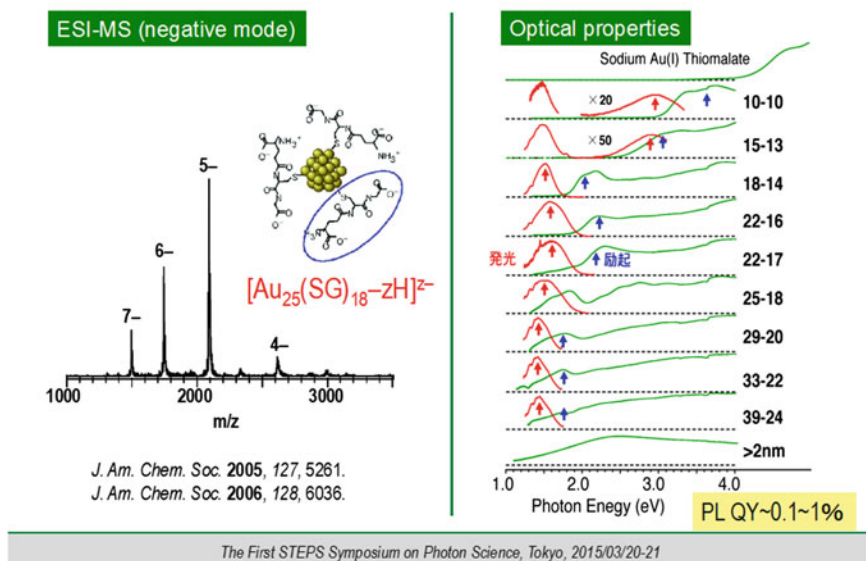 ESI-MS (negative mode)
7–
6–
5–
4–
[Au25(SG)18–zH]z–
1000
2000
3000
m/z
J. Am. Chem. Soc. 2005, 127, 5261.
J. Am. Chem. Soc. 2006, 128, 6036.
Optical properties
Sodium Au(I) Thiomalate
×20
10-10
×50
15-13
18-14
22-16
発光
励起
22-17
25-18
29-20
33-22
39-24
>2nm
1.0
2.0
3.0
4.0
Photon Enegy (eV)
PL QY~0.1~1%
The First STEPS Symposium on Photon Science, Tokyo, 2015/03/20-21